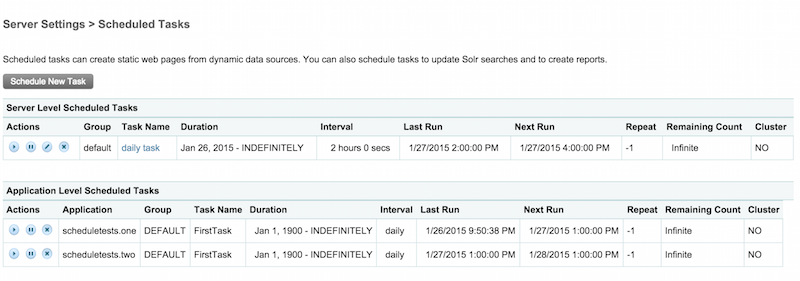 Server Settings > Scheduled Tasks
Scheduled tasks can create static web pages from dynamic data sources. You can also schedule tasks to update Solr searches and to create reports.
Schedule New Task
Server Level Scheduled Tasks
Actions Group Task Name Duration Interval Last Run Next Run Repeat Remaining Count Cluster
default daily task Jan 26, 2015 - INDEFINITELY 2 hours 0 secs 1/27/2015 2:00:00 PM 1/27/2015 4:00:00 PM -1 Infinite NO
Application Level Scheduled Tasks
Actions Application Group Task Name Duration Interval Last Run Next Run Repeat Remaining Count Cluster
scheduletests.one DEFAULT FirstTask Jan 1, 1900 - INDEFINITELY daily 1/26/2015 9:50:38 PM 1/27/2015 1:00:00 PM -1 Infinite NO
scheduletests.two DEFAULT FirstTask Jan 1, 1900 - INDEFINITELY daily 1/27/2015 1:00:00 PM 1/28/2015 1:00:00 PM -1 Infinite NO